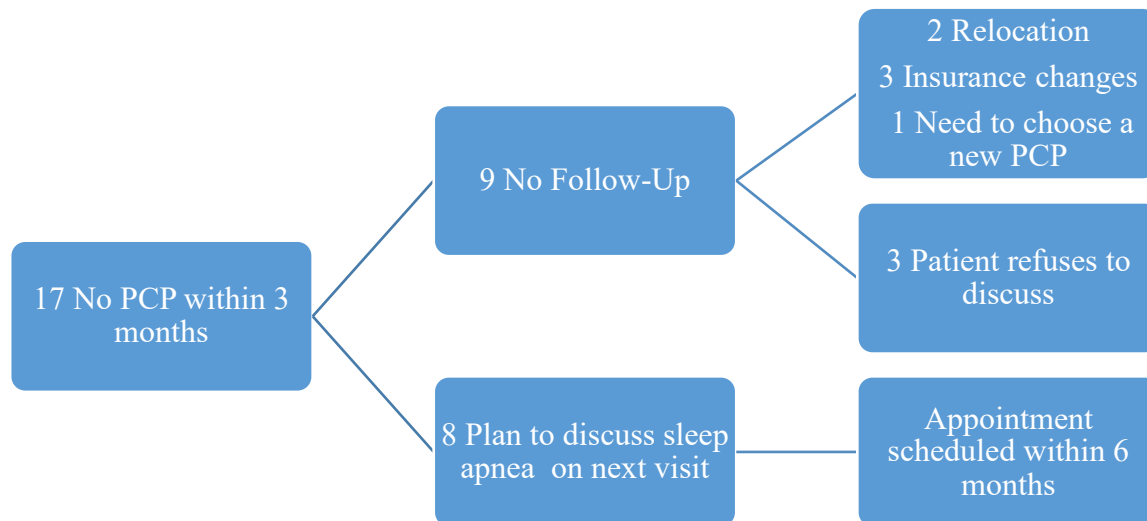 17 No PCP within 3
months
9 No Follow-Up
2 Relocation
3 Insurance changes
1 Need to choose a
new PCP
3 Patient refuses to
discuss
8 Plan to discuss sleep
apnea on next visit
Appointment
scheduled within 6
months